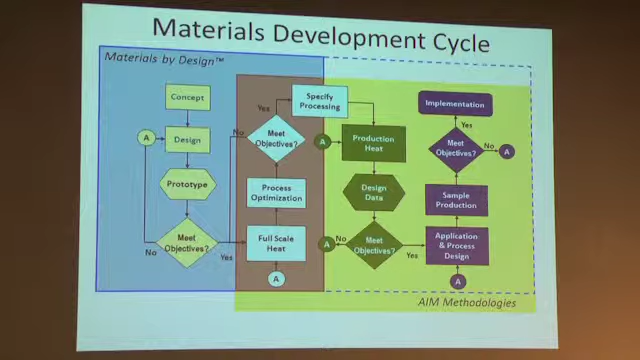 Materials Development Cycle
Materials by Design™
Concept
A
Design
Prototype
Meet
Objectives?
No
Yes
Yes
Specify
Processing
No
Meet
Objectives?
Process
Optimization
Full Scale
Heat
A
A
Production
Heat
Design
Data
A
No
Meet
Objectives?
Yes
Implementation
Yes
Meet
Objectives?
No
A
Sample
Production
Application
& Process
Design
A
AIM Methodologies